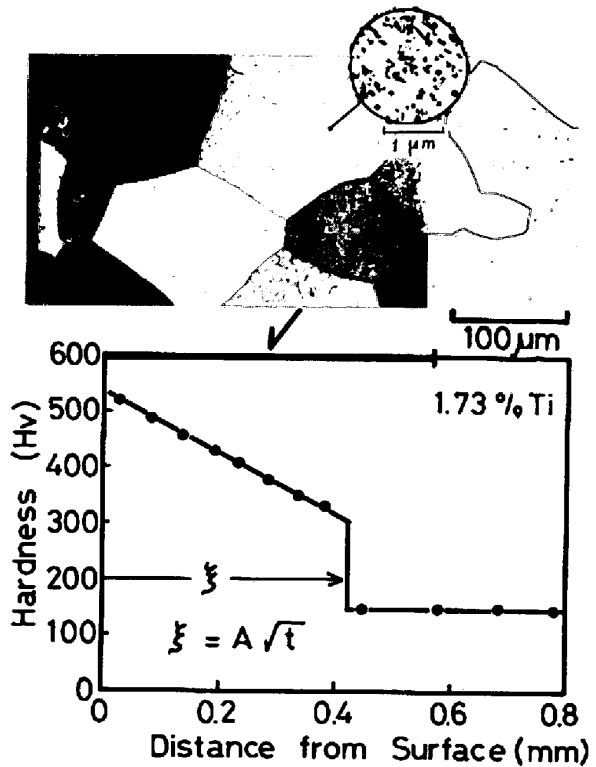 1 μm
100 μm
1.73 % Ti
600
500
400
300
200
100
0
Hardness (Hv)
ξ
ξ = A √t
0 0.2 0.4 0.6 0.8
Distance from Surface (mm)